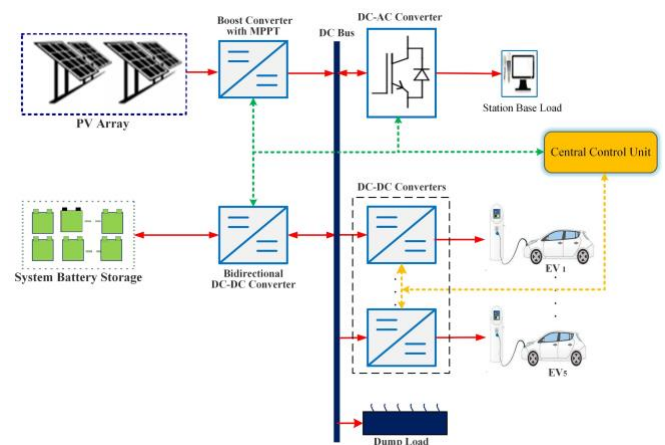 Boost Converter
with MPPT
DC Bus
DC-AC Converter
PV Array
Station Base Load
Central Control Unit
DC-DC Converters
System Battery Storage
Bidirectional
DC-DC Converter
EV 1
EV5
Dump Load